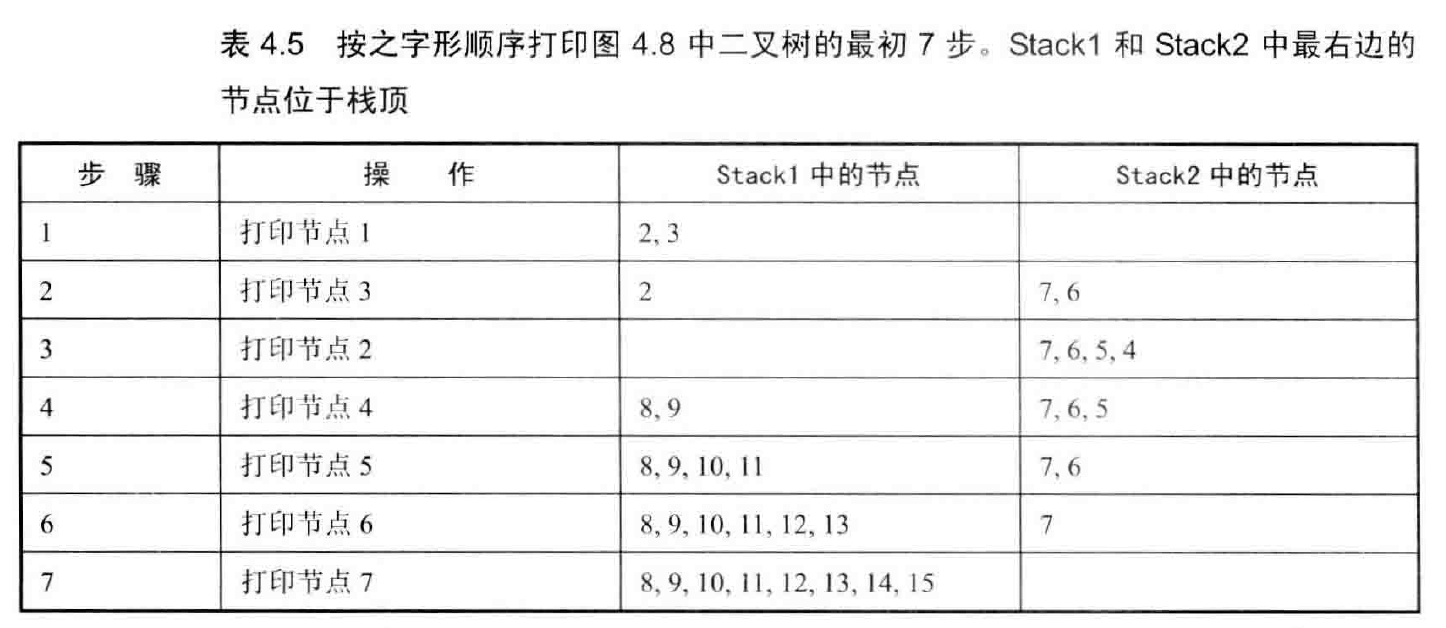 表 4.5 按之字形顺序打印图 4.8 中二叉树的最初 7 步。Stack1 和 Stack2 中最右边的
节点位于栈顶
步 骤 操 作 Stack1 中的节点 Stack2 中的节点
1 打印节点 1 2, 3
2 打印节点 3 2 7, 6
3 打印节点 2 7, 6, 5, 4
4 打印节点 4 8, 9 7, 6, 5
5 打印节点 5 8, 9, 10, 11 7, 6
6 打印节点 6 8, 9, 10, 11, 12, 13 7
7 打印节点 7 8, 9, 10, 11, 12, 13, 14, 15